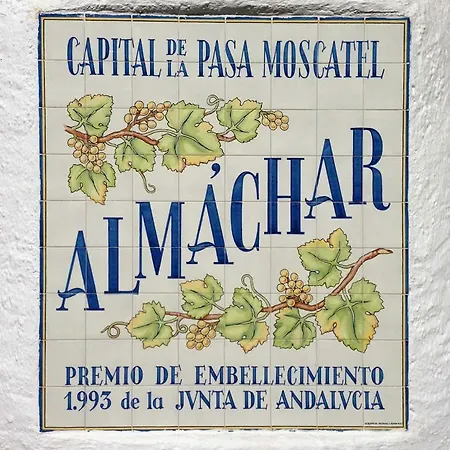 CAPITAL DE LA PASA MOSCATEL
ALMÁCHAR
PREMIO DE EMBELLECIMIENTO
1.993 de la JVNTA DE ANDALVCIA